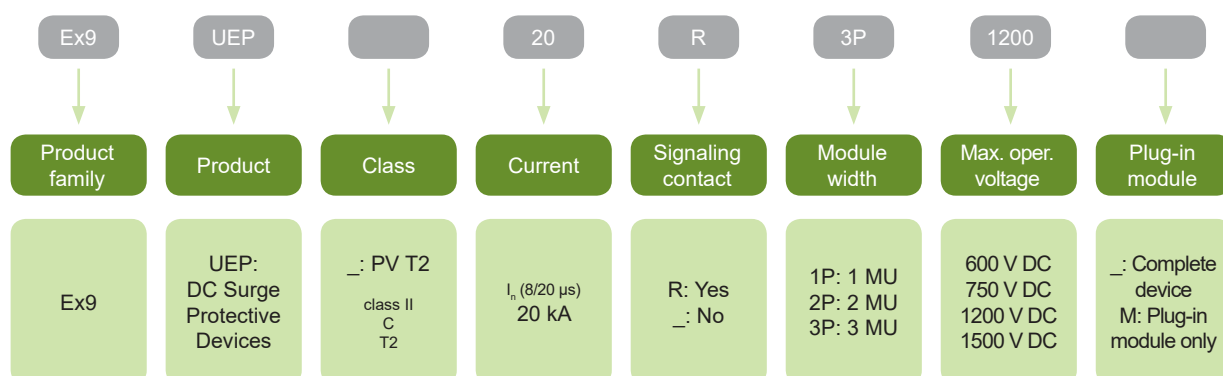 Ex9
UEP
20
R
3P
1200
Product
family
Product
Class
Current
Signaling
contact
Module
width
Max. oper.
voltage
Plug-in
module
Ex9
UEP:
DC Surge
Protective
Devices
_: PV T2
class II
C
T2
In (8/20 µs)
20 kA
R: Yes
_: No
1P: 1 MU
2P: 2 MU
3P: 3 MU
600 V DC
750 V DC
1200 V DC
1500 V DC
_: Complete
device
M: Plug-in
module only